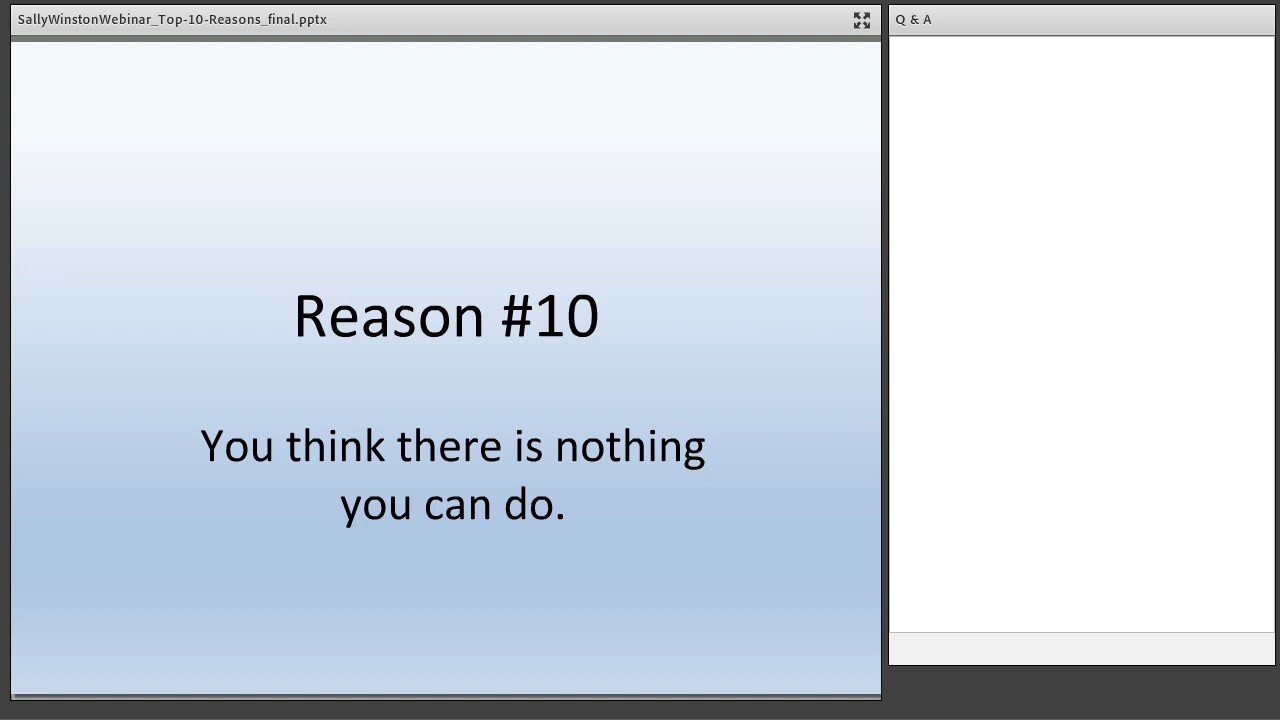 SallyWinstonWebinar_Top-10-Reasons_final.pptx
Q & A
Reason #10
You think there is nothing
you can do.